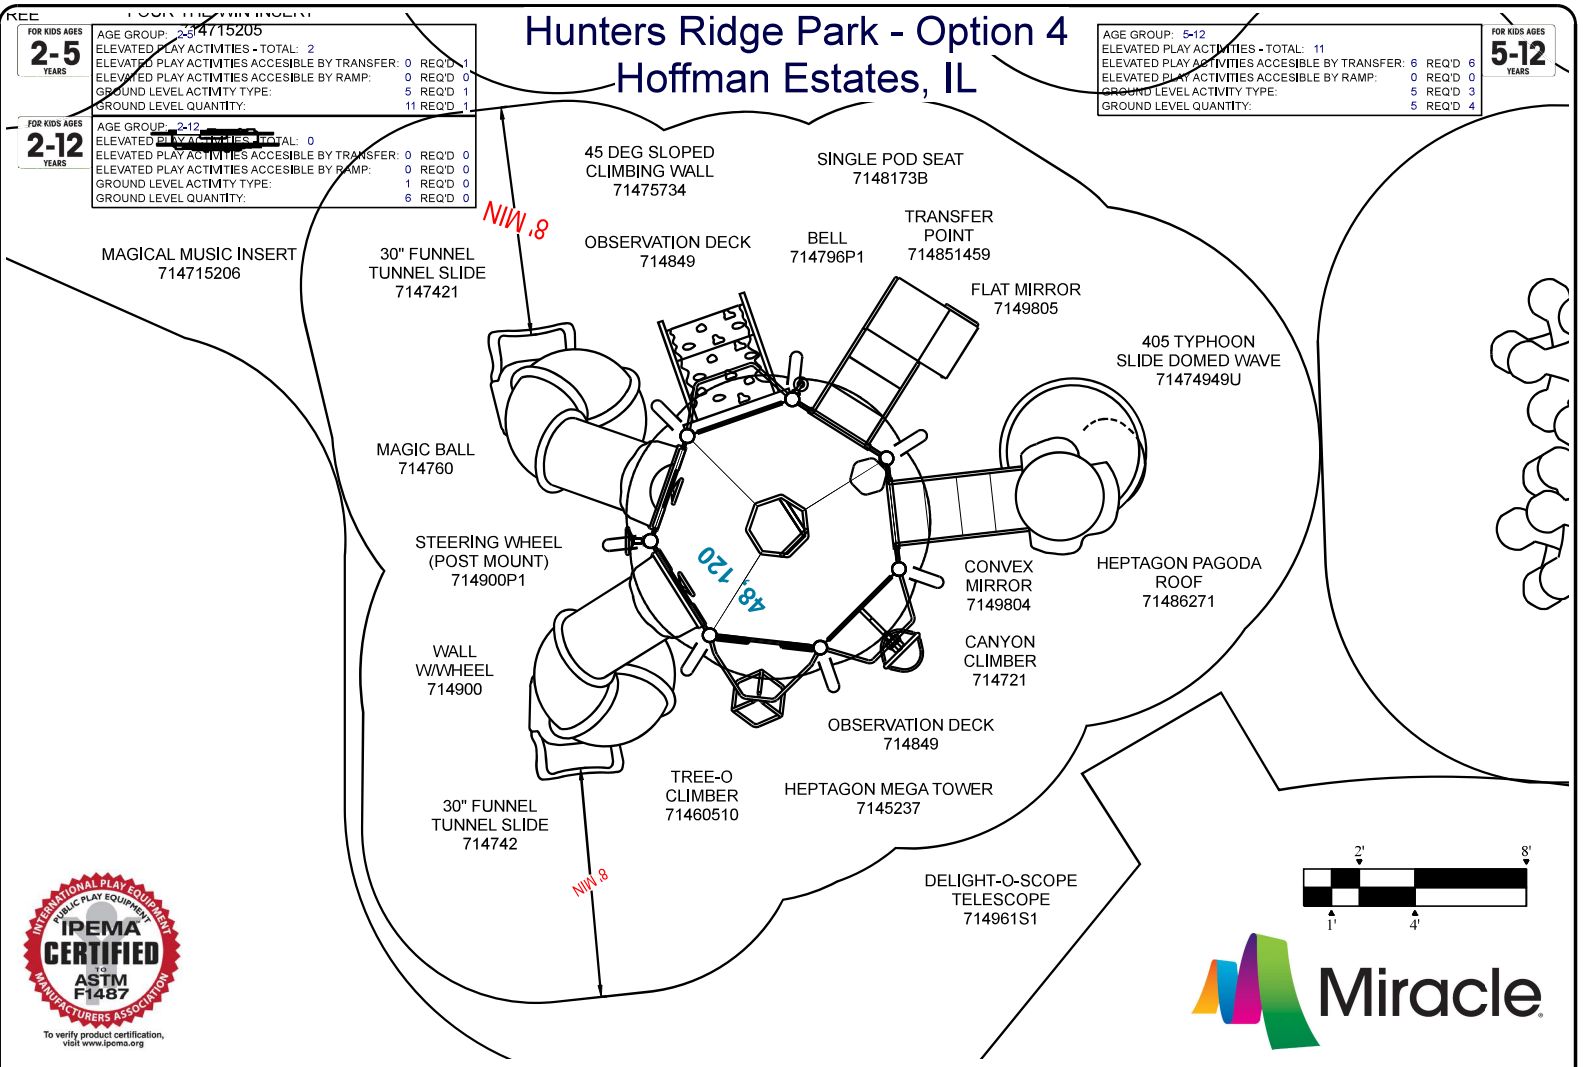 REE
714715205
Hunters Ridge Park - Option 4
Hoffman Estates, IL
FOR KIDS AGES
2-5
YEARS
AGE GROUP: 2-5
ELEVATED PLAY ACTIVITIES - TOTAL: 2
ELEVATED PLAY ACTIVITIES ACCESIBLE BY TRANSFER: 0 REQ'D 1
ELEVATED PLAY ACTIVITIES ACCESIBLE BY RAMP: 0 REQ'D 0
GROUND LEVEL ACTIVITY TYPE: 5 REQ'D 1
GROUND LEVEL QUANTITY: 11 REQ'D 1
FOR KIDS AGES
2-12
YEARS
AGE GROUP: 2-12
ELEVATED PLAY ACTIVITIES - TOTAL: 0
ELEVATED PLAY ACTIVITIES ACCESIBLE BY TRANSFER: 0 REQ'D 0
ELEVATED PLAY ACTIVITIES ACCESIBLE BY RAMP: 0 REQ'D 0
GROUND LEVEL ACTIVITY TYPE: 1 REQ'D 0
GROUND LEVEL QUANTITY: 6 REQ'D 0
AGE GROUP: 5-12
ELEVATED PLAY ACTIVITIES - TOTAL: 11
ELEVATED PLAY ACTIVITIES ACCESIBLE BY TRANSFER: 6 REQ'D 6
ELEVATED PLAY ACTIVITIES ACCESIBLE BY RAMP: 0 REQ'D 0
GROUND LEVEL ACTIVITY TYPE: 5 REQ'D 3
GROUND LEVEL QUANTITY: 5 REQ'D 4
FOR KIDS AGES
5-12
YEARS
45 DEG SLOPED
CLIMBING WALL
71475734
SINGLE POD SEAT
7148173B
8' MIN
TRANSFER
POINT
714851459
OBSERVATION DECK
714849
BELL
714796P1
MAGICAL MUSIC INSERT
714715206
30" FUNNEL
TUNNEL SLIDE
7147421
FLAT MIRROR
7149805
405 TYPHOON
SLIDE DOMED WAVE
71474949U
MAGIC BALL
714760
STEERING WHEEL
(POST MOUNT)
714900P1
48, 120
CONVEX
MIRROR
7149804
HEPTAGON PAGODA
ROOF
71486271
WALL
W/WHEEL
714900
CANYON
CLIMBER
714721
OBSERVATION DECK
714849
TREE-O
CLIMBER
71460510
HEPTAGON MEGA TOWER
7145237
30" FUNNEL
TUNNEL SLIDE
714742
8' MIN
DELIGHT-O-SCOPE
TELESCOPE
714961S1
2' 8'
1' 4'
INTERNATIONAL PLAY EQUIPMENT
MANUFACTURERS ASSOCIATION
PUBLIC PLAY EQUIPMENT
IPEMA
CERTIFIED
TO
ASTM
F1487
To verify product certification,
visit www.ipema.org
Miracle